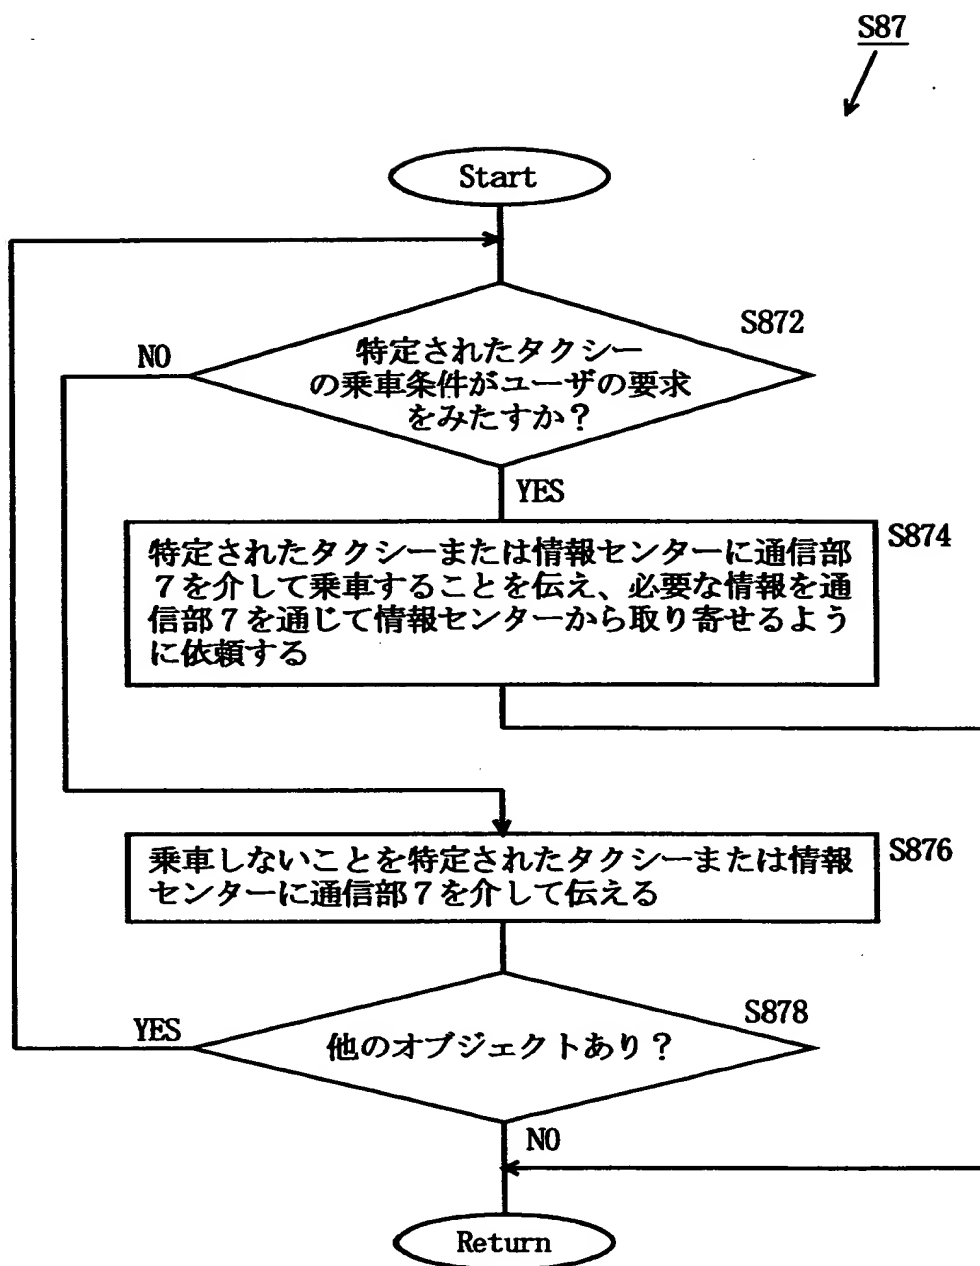 S87
Start
S872
NO
特定されたタクシー
の乗車条件がユーザの要求
をみたすか？
YES
S874
特定されたタクシーまたは情報センターに通信部
７を介して乗車することを伝え、必要な情報を通
信部７を通じて情報センターから取り寄せるよう
に依頼する
S876
乗車しないことを特定されたタクシーまたは情報
センターに通信部７を介して伝える
S878
YES
他のオブジェクトあり？
NO
Return